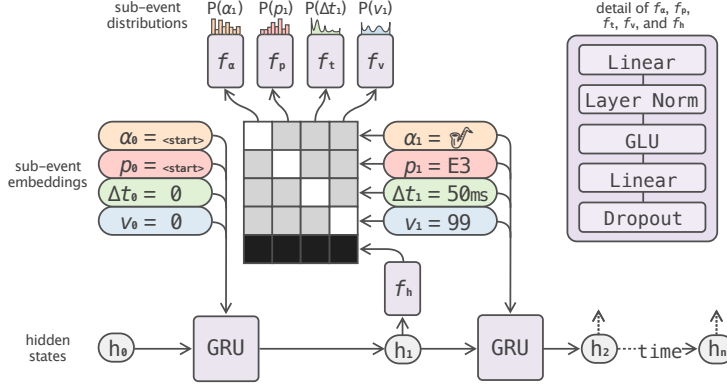 sub-event
distributions
P(α₁) P(p₁) P(Δt₁) P(v₁)
fα fp ft fv
detail of fα, fp,
ft, fv, and fh
Linear
Layer Norm
GLU
Linear
Dropout
sub-event
embeddings
α₀ = <start>
p₀ = <start>
Δt₀ = 0
v₀ = 0
α₁ = 🎷
p₁ = E3
Δt₁ = 50ms
v₁ = 99
fh
hidden
states
h₀ GRU h₁ GRU h₂ time hn